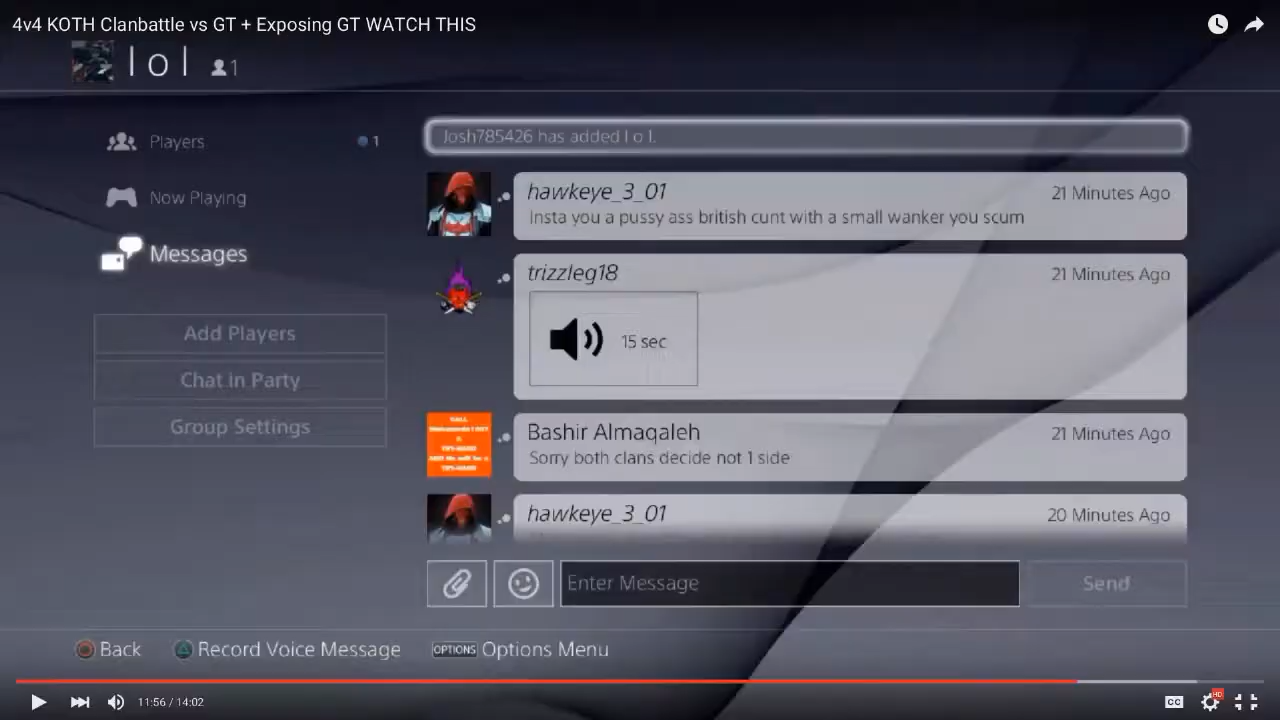 4v4 KOTH Clanbattle vs GT + Exposing GT WATCH THIS
l o l 1
Players 1
Now Playing
Messages
Add Players
Chat in Party
Group Settings
Josh785426 has added l o l.
hawkeye_3_01 21 Minutes Ago
Insta you a pussy ass british cunt with a small wanker you scum
trizzleg18 21 Minutes Ago
15 sec
Bashir Almaqaleh 21 Minutes Ago
Sorry both clans decide not 1 side
hawkeye_3_01 20 Minutes Ago
Enter Message Send
Back Record Voice Message OPTIONS Options Menu
11:56 / 14:02 CC HD